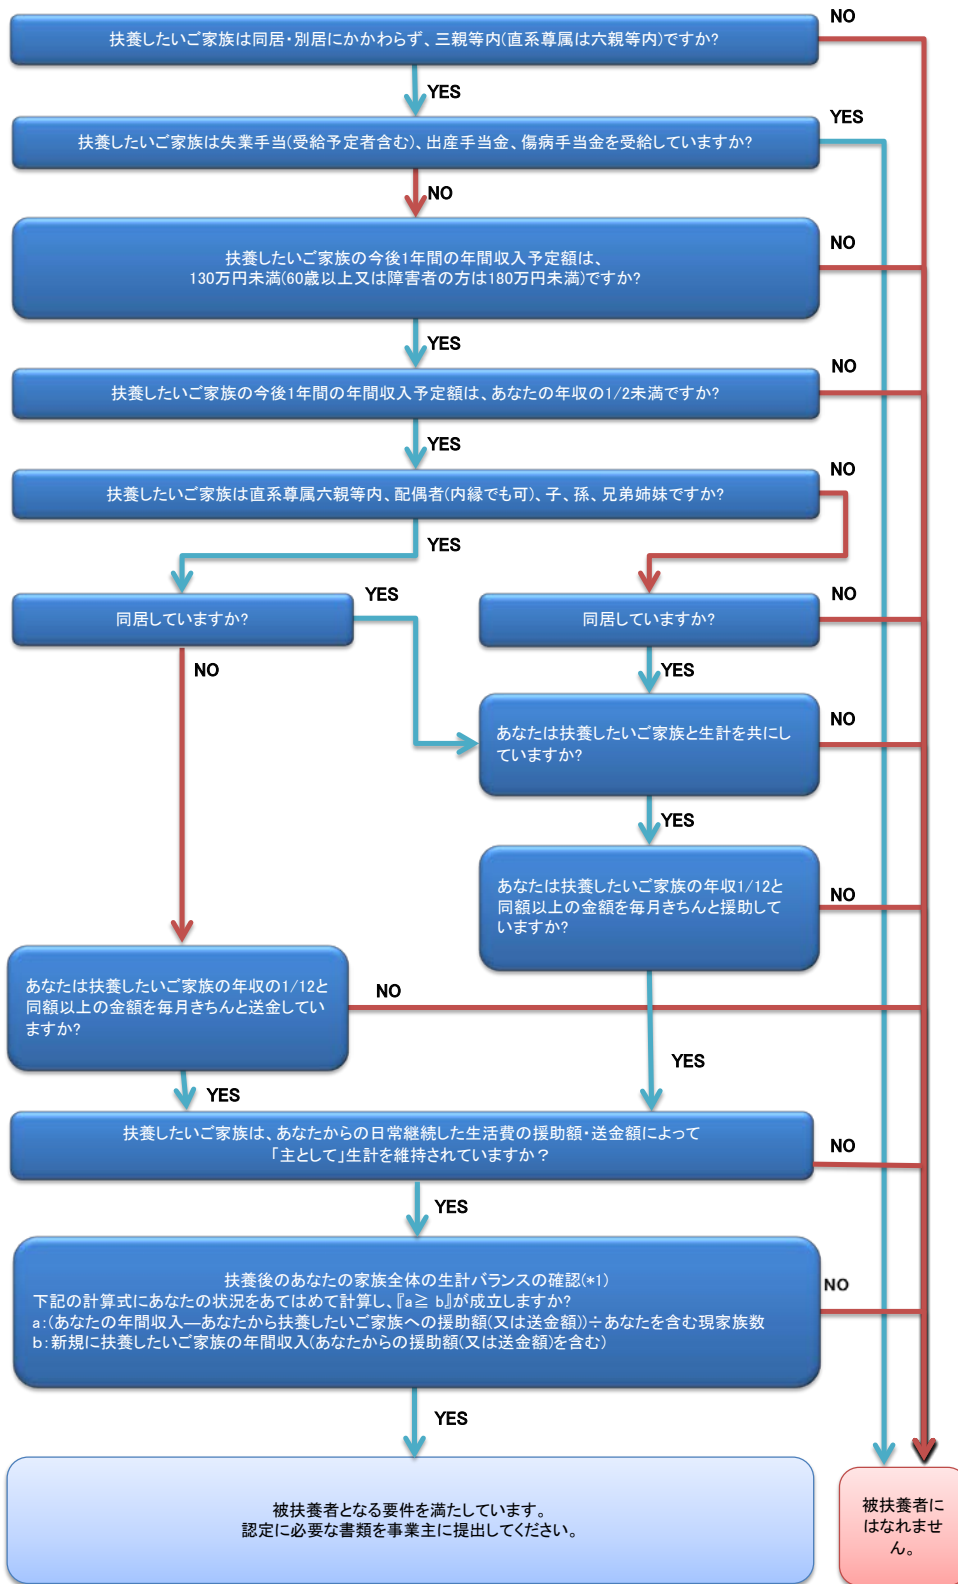 NO
扶養したいご家族は同居・別居にかかわらず、三親等内(直系尊属は六親等内)ですか?
YES
YES
扶養したいご家族は失業手当(受給予定者含む)、出産手当金、傷病手当金を受給していますか?
NO
NO
扶養したいご家族の今後1年間の年間収入予定額は、
130万円未満(60歳以上又は障害者の方は180万円未満)ですか?
YES
NO
扶養したいご家族の今後1年間の年間収入予定額は、あなたの年収の1/2未満ですか?
YES
NO
扶養したいご家族は直系尊属六親等内、配偶者(内縁でも可)、子、孫、兄弟姉妹ですか?
YES
YES
NO
同居していますか?
同居していますか?
NO
YES
NO
あなたは扶養したいご家族と生計を共にし
ていますか?
YES
NO
あなたは扶養したいご家族の年収1/12と
同額以上の金額を毎月きちんと援助して
いますか?
あなたは扶養したいご家族の年収の1/12と
同額以上の金額を毎月きちんと送金してい
ますか?
NO
YES
YES
扶養したいご家族は、あなたからの日常継続した生活費の援助額・送金額によって
「主として」生計を維持されていますか？
NO
YES
扶養後のあなたの家族全体の生計バランスの確認(*1)
下記の計算式にあなたの状況をあてはめて計算し、『a≧ b』が成立しますか?
a:(あなたの年間収入―あなたから扶養したいご家族への援助額(又は送金額))÷あなたを含む現家族数
b:新規に扶養したいご家族の年間収入(あなたからの援助額(又は送金額)を含む)
NO
YES
被扶養者となる要件を満たしています。
認定に必要な書類を事業主に提出してください。
被扶養者に
はなれませ
ん。